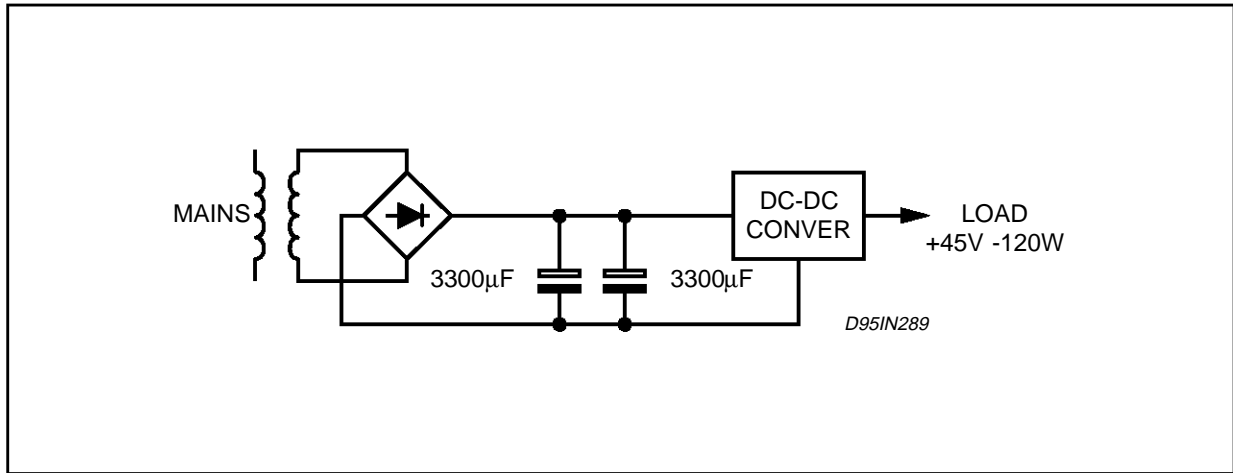 MAINS
3300μF
3300μF
DC-DC
CONVER
LOAD
+45V -120W
D95IN289